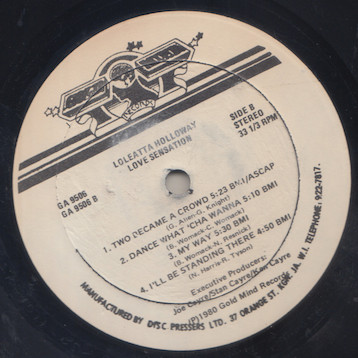 LOLEATTA HOLLOWAY
LOVE SENSATION
GA 9506
GA 9506 B
SIDE B
STEREO
33 1/3 RPM
1. TWO BECAME A CROWD 5:23 BMI/ASCAP
(G. Allen-G. Knight)
2. DANCE WHAT 'CHA WANNA 5:10 BMI
(B. Womack-C. Womack)
3. MY WAY 5:30 BMI
(B. Womack-N. Resnick)
4. I'LL BE STANDING THERE 4:50 BMI
(N. Harris-R. Tyson)
Executive Producers:
Joe Cayre/Stan Cayre/Ken Cayre
(P)1980 Gold Mind Records
MANUFACTURED BY DISC PRESSERS LTD. 37 ORANGE ST. KGN. JA. W.I. TELEPHONE. 922-7817.